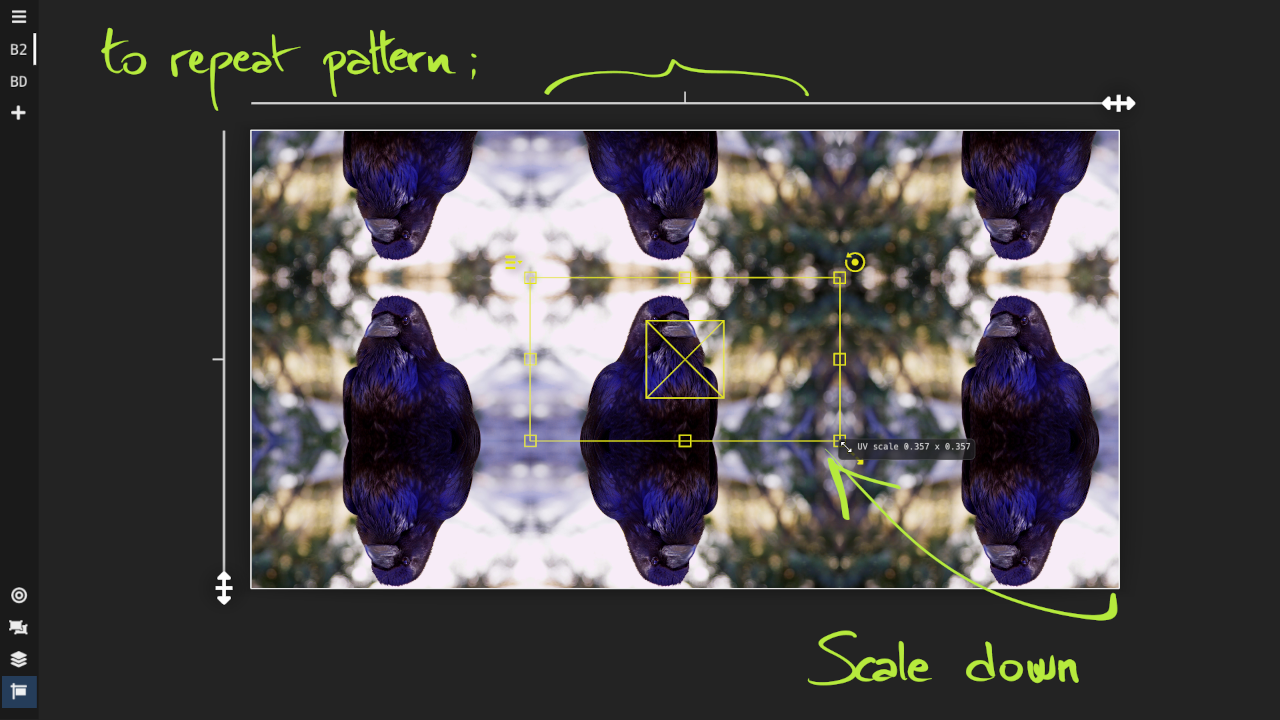 B2
to repeat pattern ;
BD
UV scale 0.357 x 0.357
Scale down